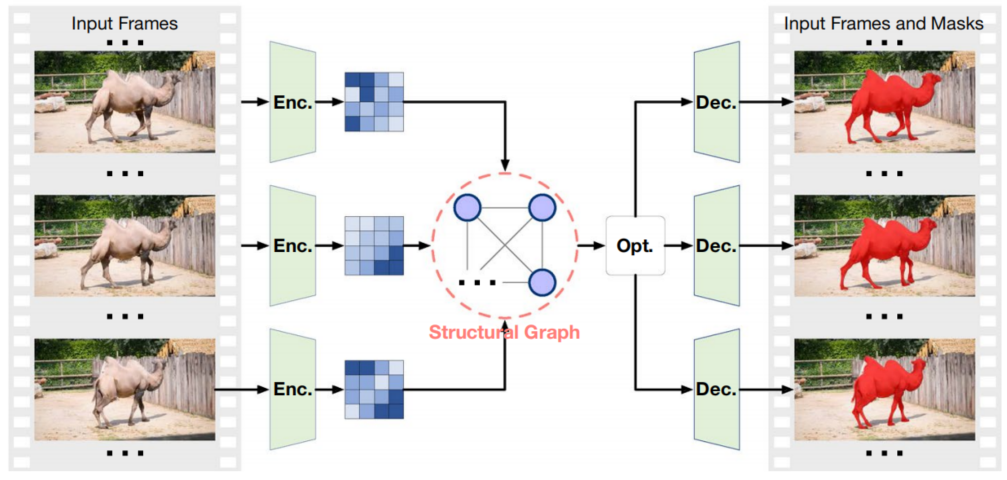 Input Frames
Input Frames and Masks
Enc.
Dec.
Enc.
Opt.
Dec.
Structural Graph
Enc.
Dec.